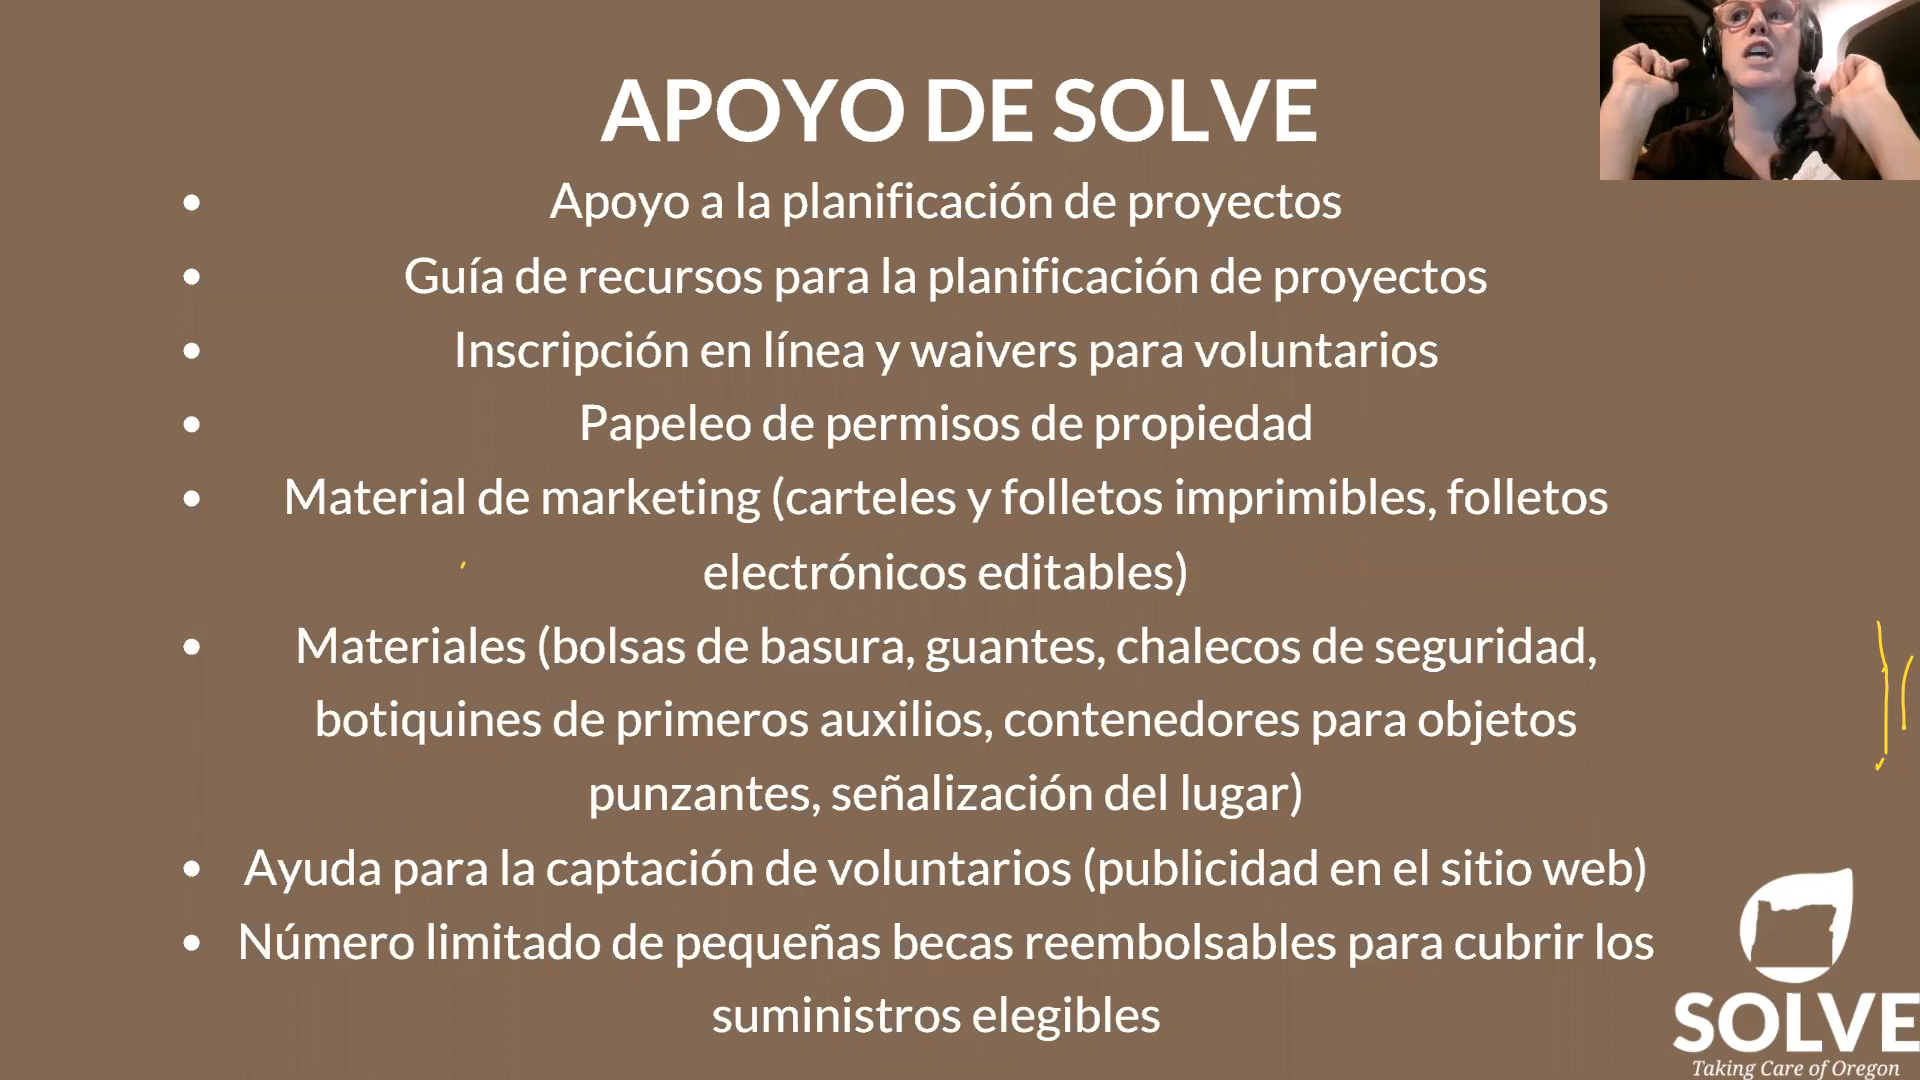 APOYO DE SOLVE
• Apoyo a la planificación de proyectos
• Guía de recursos para la planificación de proyectos
• Inscripción en línea y waivers para voluntarios
• Papeleo de permisos de propiedad
• Material de marketing (carteles y folletos imprimibles, folletos
electrónicos editables)
• Materiales (bolsas de basura, guantes, chalecos de seguridad,
botiquines de primeros auxilios, contenedores para objetos
punzantes, señalización del lugar)
• Ayuda para la captación de voluntarios (publicidad en el sitio web)
• Número limitado de pequeñas becas reembolsables para cubrir los
suministros elegibles
SOLVE
Taking Care of Oregon